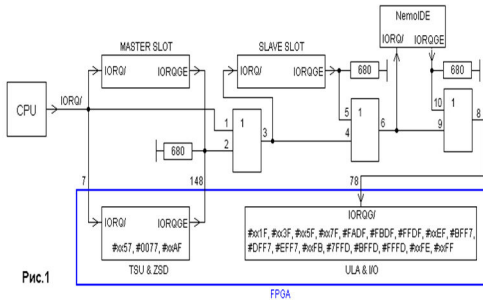 NemoIDE
IORQ/ IORQGE
MASTER SLOT
IORQ/ IORQGE
SLAVE SLOT
IORQ/ IORQGE
680
680
CPU
IORQ/
1
2
1
3
680
5
4
1
6
10
9
1
8
7
148
78
#xx57, #0077, #xxAF
TSU & ZSD
IORQG/
#xx1F, #xx3F, #xx5F, #xx7F, #FADF, #FBDF, #FFDF, #xxEF, #BFF7,
#DFF7, #EFF7, #xxFB, #7FFD, #BFFD, #FFFD, #xxFE, #xxFF
ULA & I/O
IORQ/
IORQGE
Рис.1
FPGA